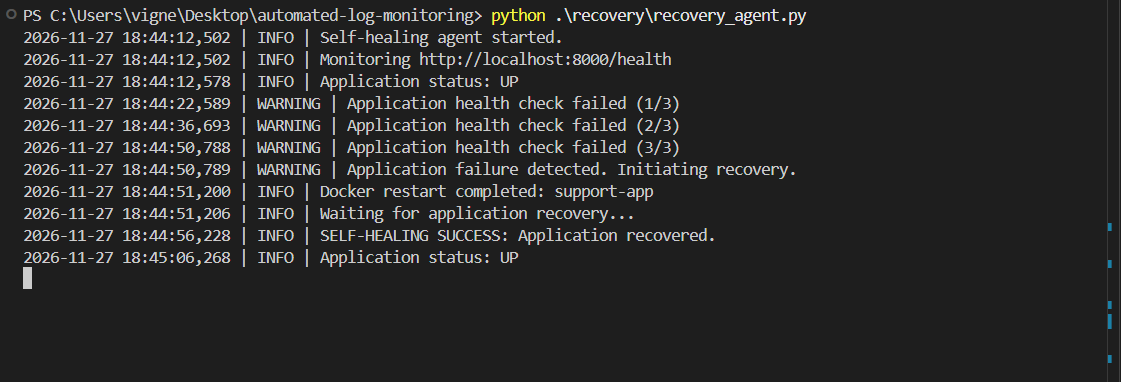 PS C:\Users\vigne\Desktop\automated-log-monitoring> python .\recovery\recovery_agent.py
2026-11-27 18:44:12,502 | INFO | Self-healing agent started.
2026-11-27 18:44:12,502 | INFO | Monitoring http://localhost:8000/health
2026-11-27 18:44:12,578 | INFO | Application status: UP
2026-11-27 18:44:22,589 | WARNING | Application health check failed (1/3)
2026-11-27 18:44:36,693 | WARNING | Application health check failed (2/3)
2026-11-27 18:44:50,788 | WARNING | Application health check failed (3/3)
2026-11-27 18:44:50,789 | WARNING | Application failure detected. Initiating recovery.
2026-11-27 18:44:51,200 | INFO | Docker restart completed: support-app
2026-11-27 18:44:51,206 | INFO | Waiting for application recovery...
2026-11-27 18:44:56,228 | INFO | SELF-HEALING SUCCESS: Application recovered.
2026-11-27 18:45:06,268 | INFO | Application status: UP